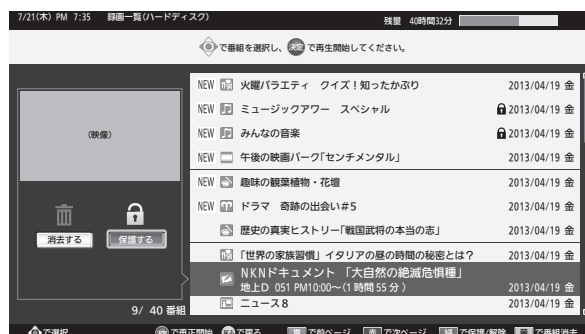 7/21(木) PM 7:35 録画一覧(ハードディスク) 残量 40時間32分
で番組を選択し、決定で再生開始してください。
(映像)
消去する 保護する
9/ 40 番組
NEW 火曜バラエティ クイズ!知ったかぶり 2013/04/19 金
NEW ミュージックアワー スペシャル 2013/04/19 金
NEW みんなの音楽 2013/04/19 金
NEW 午後の映画パーク「センチメンタル」 2013/04/19 金
NEW 趣味の観葉植物・花壇 2013/04/19 金
NEW ドラマ 奇跡の出会い#5 2013/04/19 金
歴史の真実ヒストリー「戦国武将の本当の志」 2013/04/19 金
「世界の家族習慣」イタリアの昼の時間の秘密とは? 2013/04/19 金
NKNドキュメント 「大自然の絶滅危惧種」
地上D 051 PM10:00~(1時間55分) 2013/04/19 金
ニュース8 2013/04/19 金
で選択 で再生開始 で戻る 青 で前ページ 赤 で次ページ 緑 で保護/解除 で番組消去